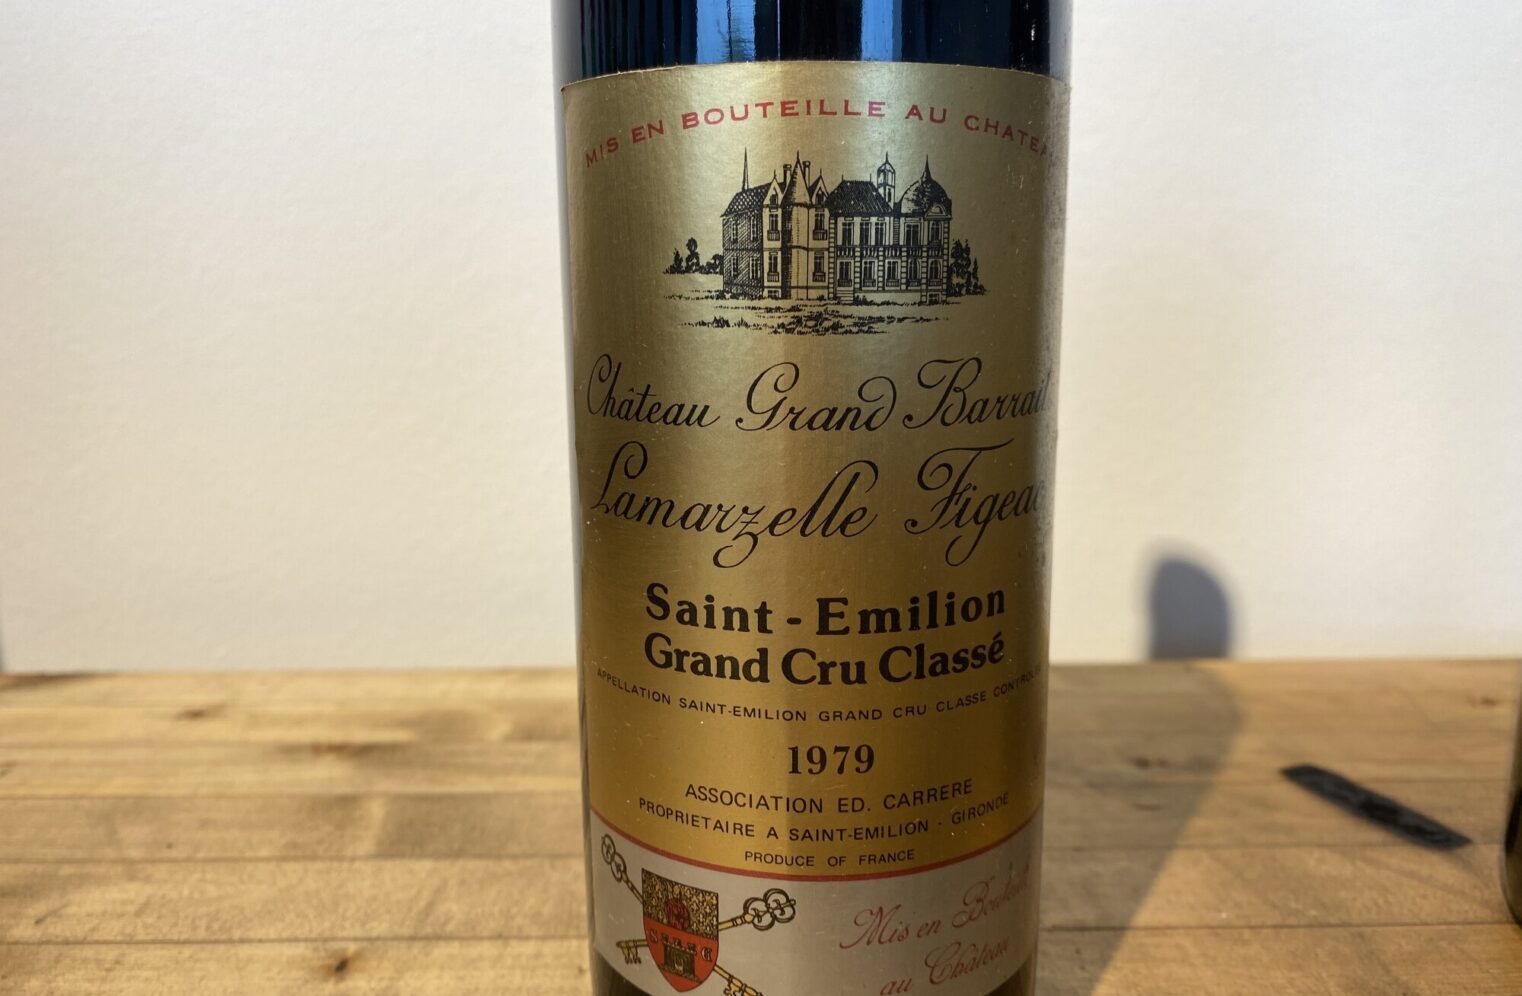 MIS EN BOUTEILLE AU CHATEA
Château Grand Barrail
Lamarzelle Figeac
Saint-Emilion
Grand Cru Classé
APPELLATION SAINT-EMILION GRAND CRU CLASSE CONTROLEE
1979
ASSOCIATION ED. CARRERE
PROPRIETAIRE A SAINT-EMILION - GIRONDE
PRODUCE OF FRANCE
Mis en Bouteille
au Château